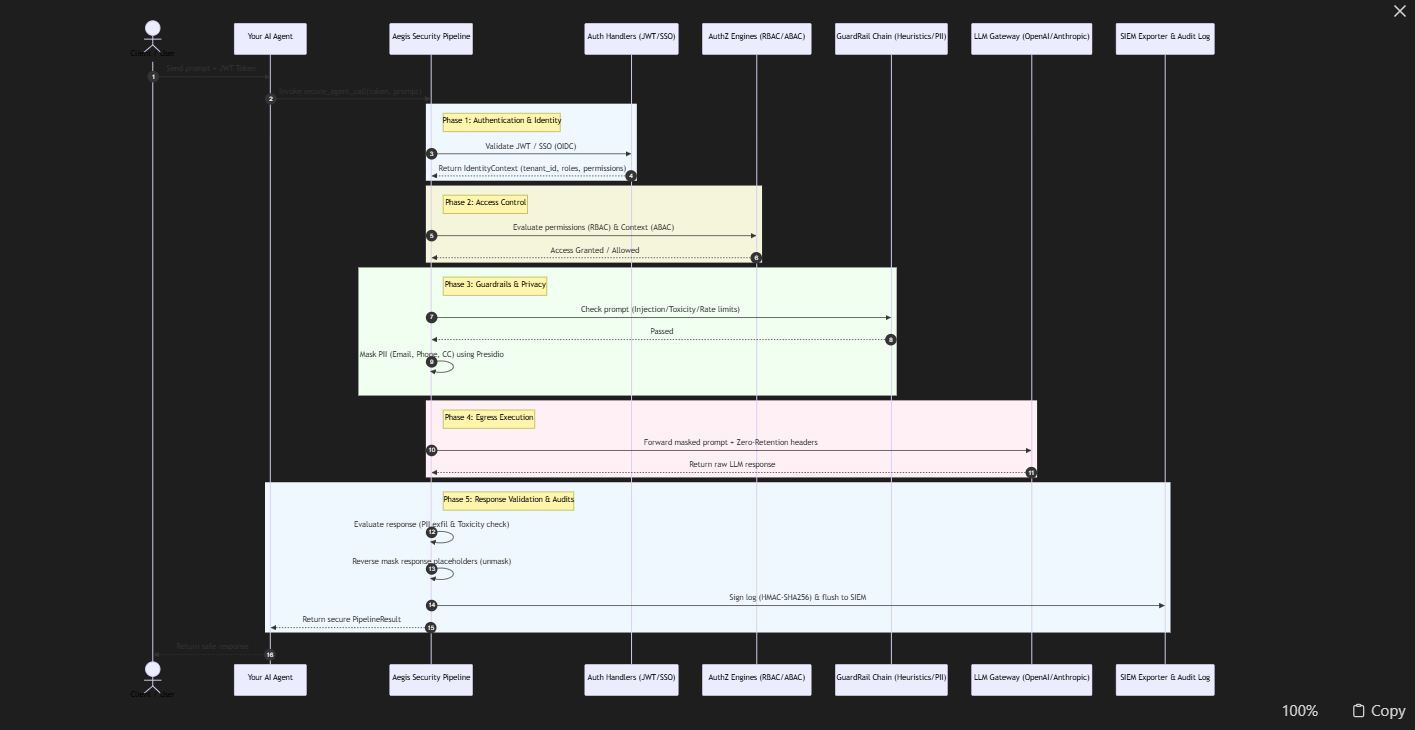 Your AI Agent
Aegis Security Pipeline
Auth Handlers (JWT/SSO)
AuthZ Engines (RBAC/ABAC)
GuardRail Chain (Heuristics/PII)
LLM Gateway (OpenAI/Anthropic)
SIEM Exporter & Audit Log
Send prompt + JWT Token
1
2
Phase 1: Authentication & Identity
Validate JWT / SSO (OIDC)
3
Return IdentityContext (tenant_id, roles, permissions)
4
Phase 2: Access Control
Evaluate permissions (RBAC) & Context (ABAC)
5
Access Granted / Allowed
6
Phase 3: Guardrails & Privacy
Check prompt (Injection/Toxicity/Rate limits)
7
Passed
8
Mask PII (Email, Phone, CC) using Presidio
9
Phase 4: Egress Execution
Forward masked prompt + Zero-Retention headers
10
Return raw LLM response
11
Phase 5: Response Validation & Audits
Evaluate response (PII exfil & Toxicity check)
12
Reverse mask response placeholders (unmask)
13
Sign log (HMAC-SHA256) & flush to SIEM
14
Return secure PipelineResult
15
Return safe response
16
Your AI Agent
Aegis Security Pipeline
Auth Handlers (JWT/SSO)
AuthZ Engines (RBAC/ABAC)
GuardRail Chain (Heuristics/PII)
LLM Gateway (OpenAI/Anthropic)
SIEM Exporter & Audit Log
100%
Copy